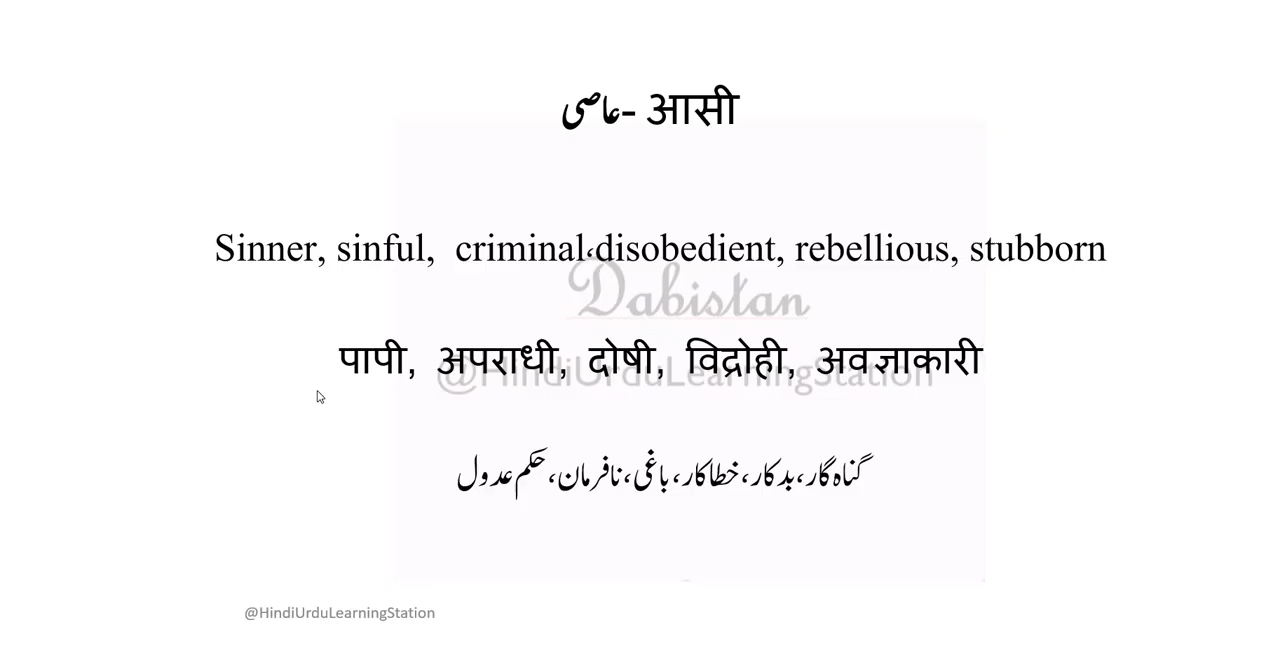 عاصی- आसी
Sinner, sinful, criminal،disobedient, rebellious, stubborn
Dabistan
पापी, अपराधी, दोषी, विद्रोही, अवज्ञाकारी
@HindiUrduLearningStation
گناہ گار، بدکار، خطاکار، باغی، نافرمان، حکم عدول
@HindiUrduLearningStation